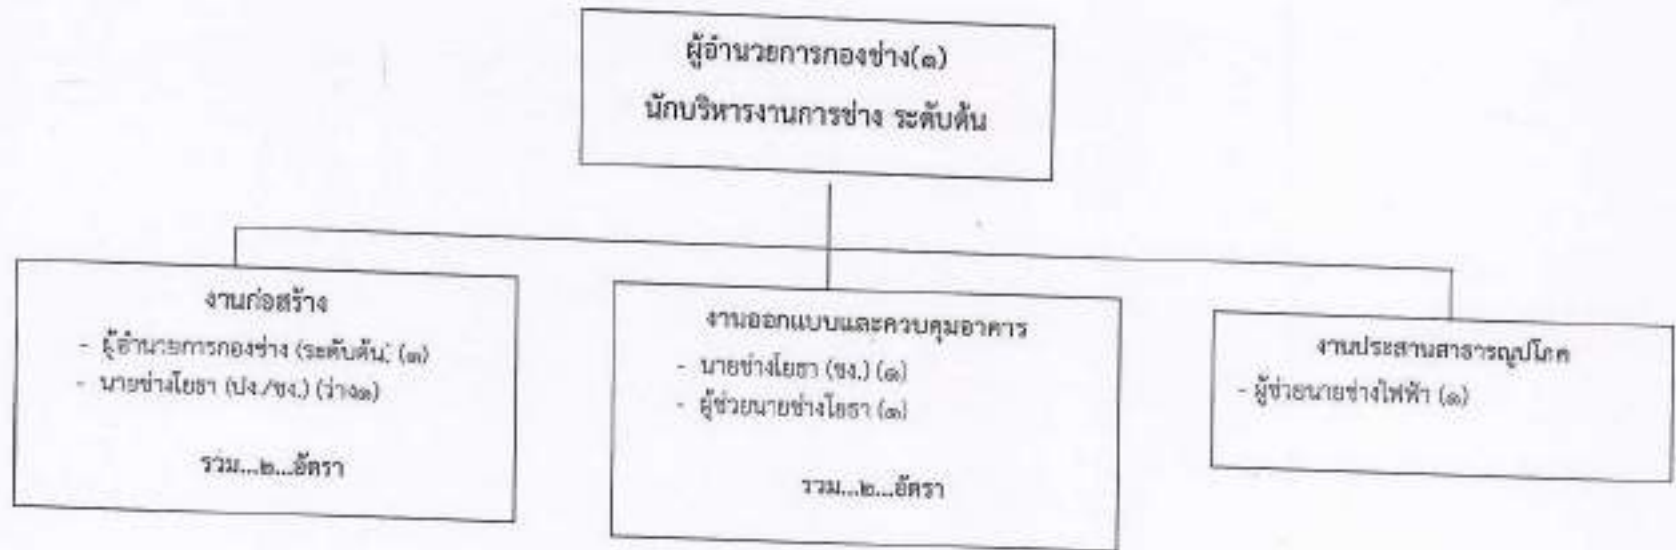 ผู้อำนวยการกองช่าง(๑)
นักบริหารงานการช่าง ระดับต้น
งานก่อสร้าง
- ผู้อำนวยการกองช่าง (ระดับต้น) (๑)
- นายช่างโยธา (ปง./ชง.) (ว่าง๑)
รวม...๒...อัตรา
งานออกแบบและควบคุมอาคาร
- นายช่างโยธา (ชง.) (๑)
- ผู้ช่วยนายช่างโยธา (๑)
รวม...๒...อัตรา
งานประสานสาธารณูปโภค
- ผู้ช่วยนายช่างไฟฟ้า (๑)